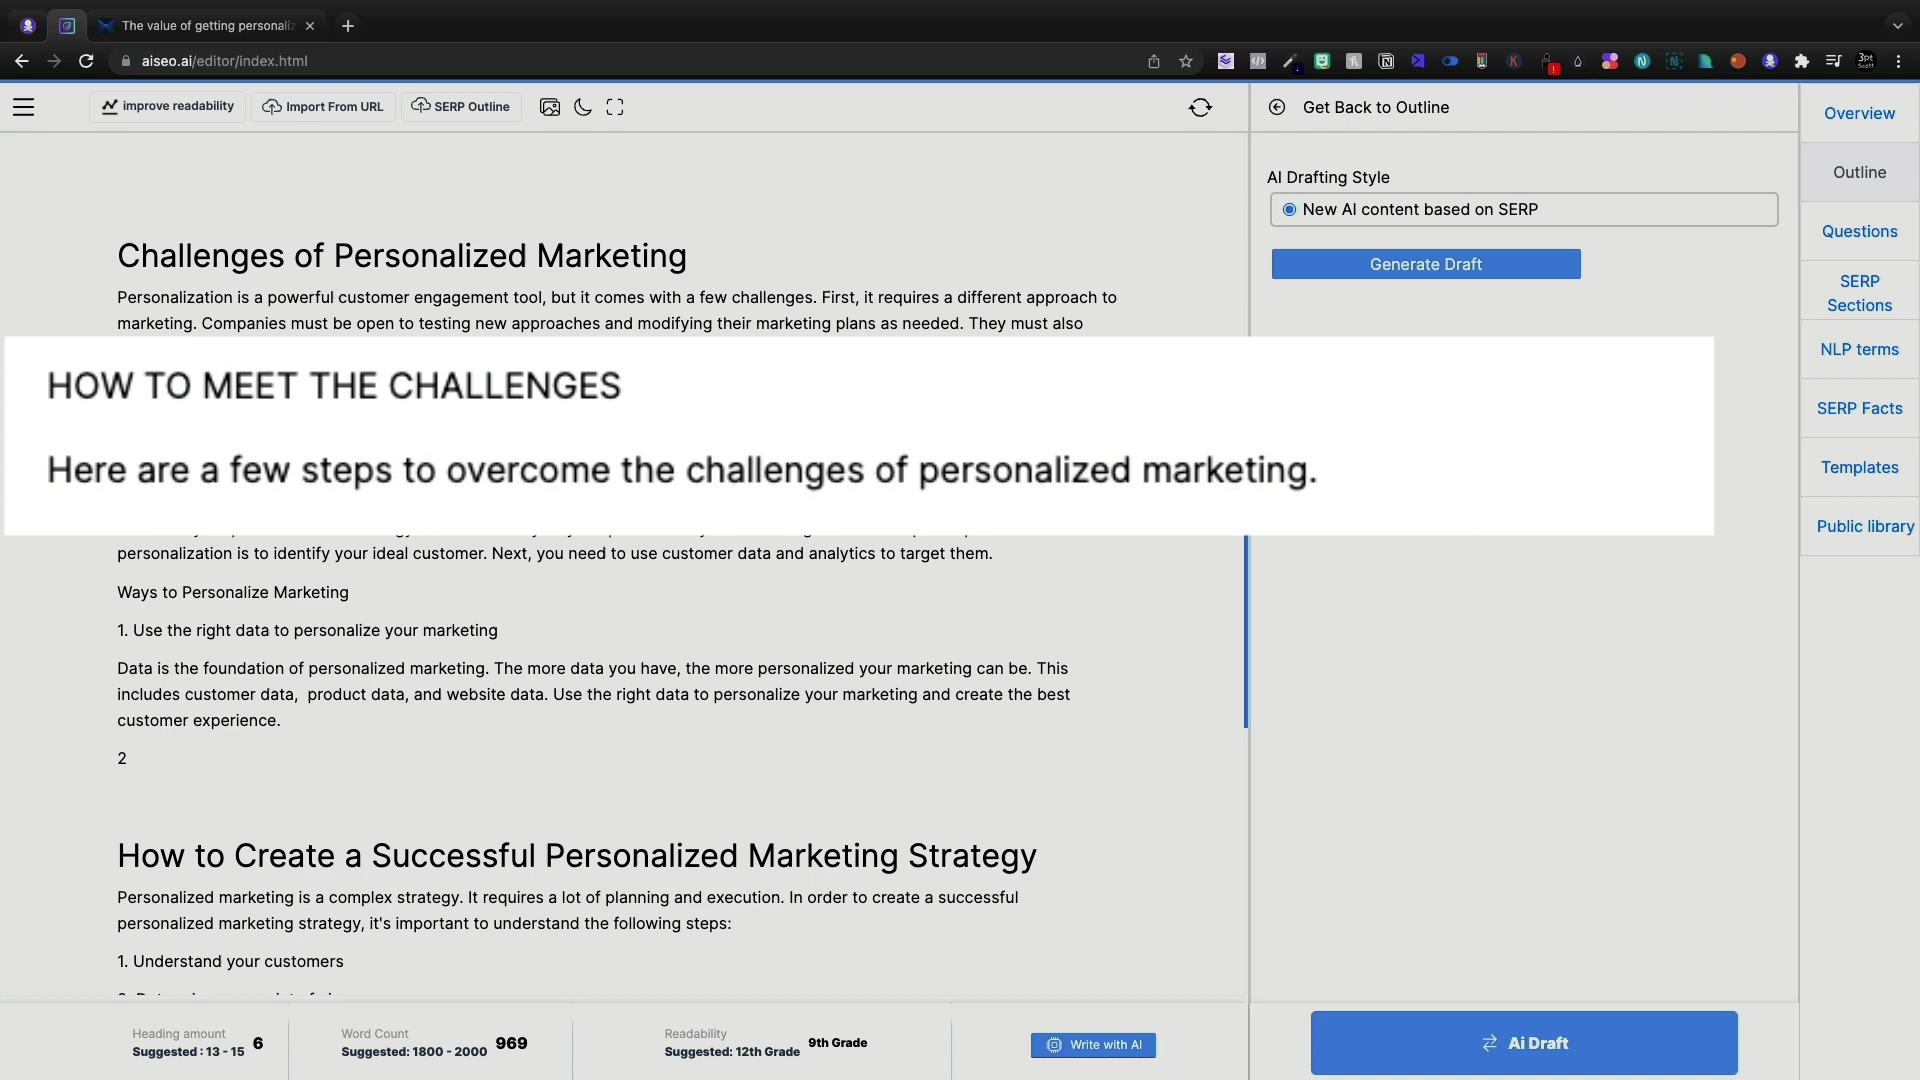 The value of getting personaliz
aiseo.ai/editor/index.html
3pt
Scott
improve readability
Import From URL
SERP Outline
Get Back to Outline
Overview
Outline
Questions
SERP
Sections
NLP terms
SERP Facts
Templates
Public library
AI Drafting Style
New AI content based on SERP
Generate Draft
Challenges of Personalized Marketing
Personalization is a powerful customer engagement tool, but it comes with a few challenges. First, it requires a different approach to
marketing. Companies must be open to testing new approaches and modifying their marketing plans as needed. They must also
HOW TO MEET THE CHALLENGES
Here are a few steps to overcome the challenges of personalized marketing.
personalization is to identify your ideal customer. Next, you need to use customer data and analytics to target them.
Ways to Personalize Marketing
1. Use the right data to personalize your marketing
Data is the foundation of personalized marketing. The more data you have, the more personalized your marketing can be. This
includes customer data,  product data, and website data. Use the right data to personalize your marketing and create the best
customer experience.
2
How to Create a Successful Personalized Marketing Strategy
Personalized marketing is a complex strategy. It requires a lot of planning and execution. In order to create a successful
personalized marketing strategy, it's important to understand the following steps:
1. Understand your customers
Heading amount
Suggested : 13 - 15 6
Word Count
Suggested: 1800 - 2000 969
Readability
Suggested: 12th Grade 9th Grade
Write with AI
Ai Draft